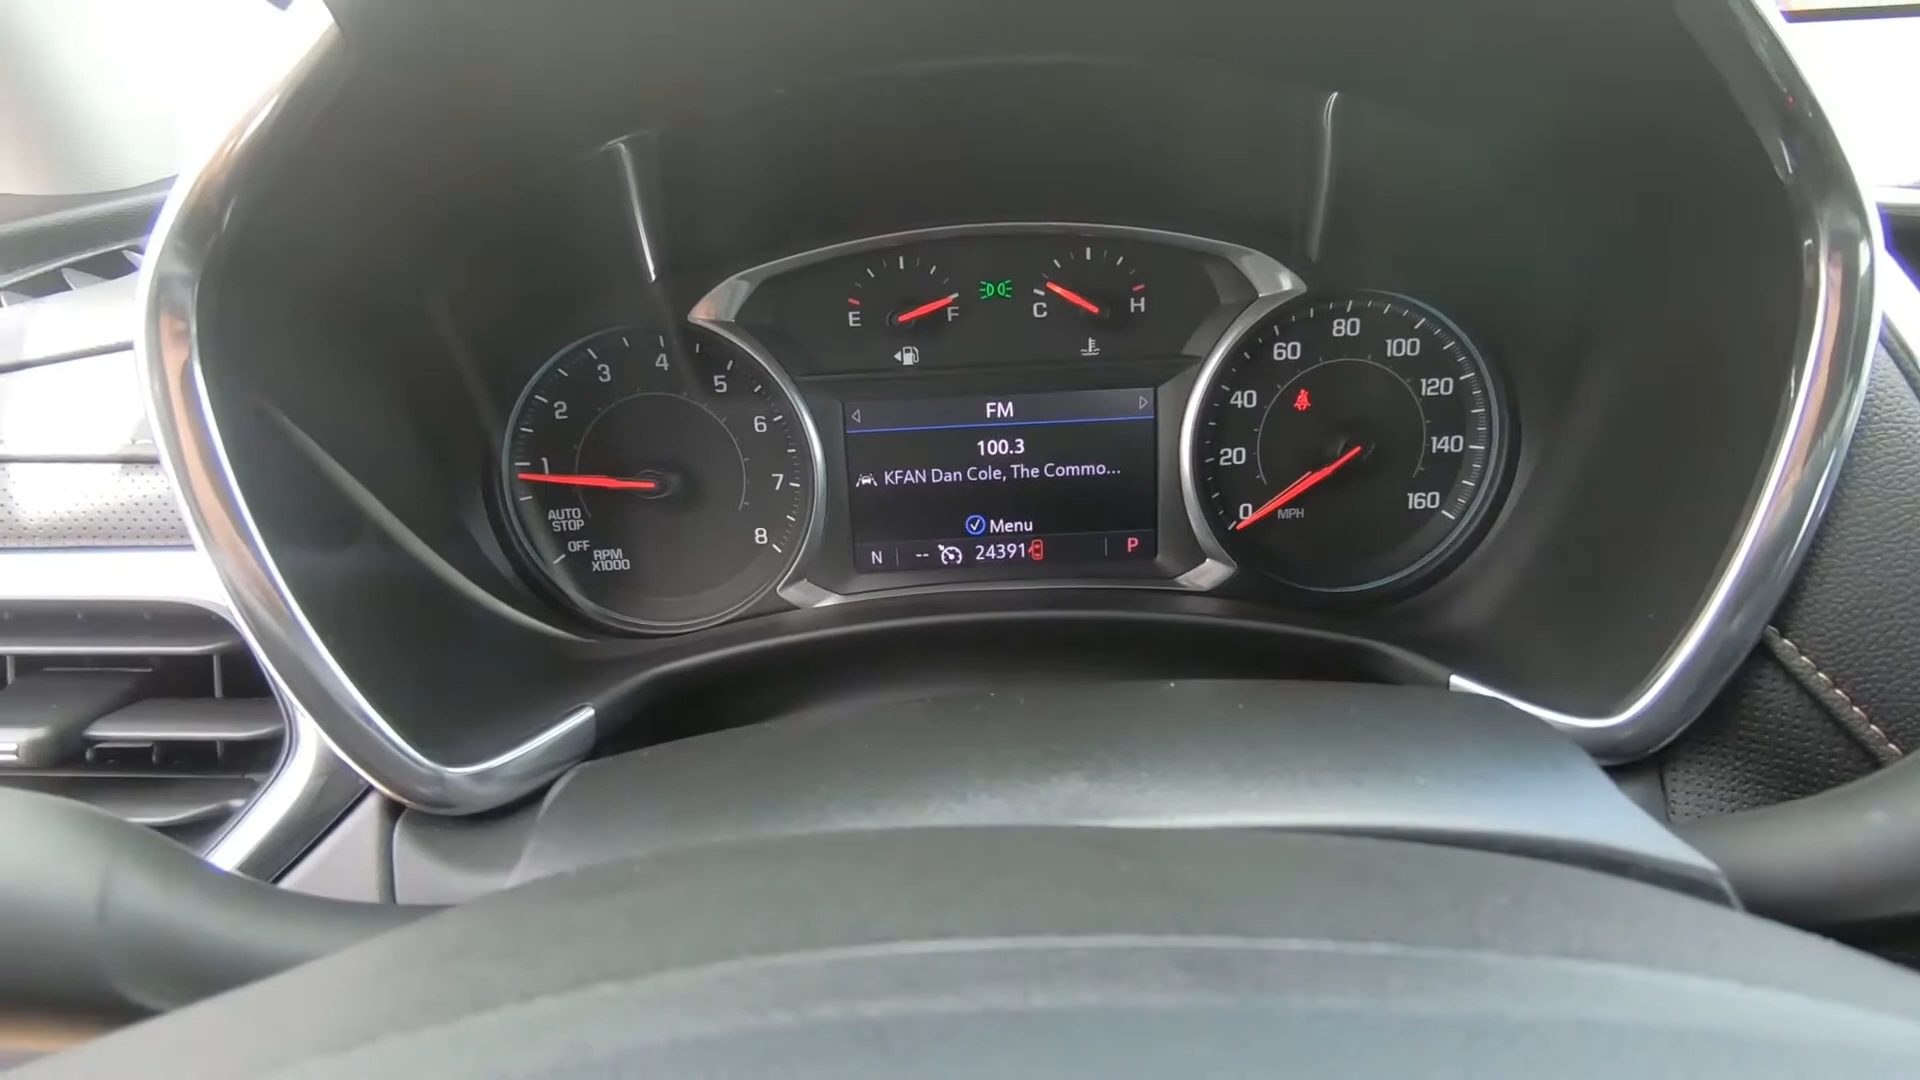 E
F
C
H
1
2
3
4
5
6
7
8
AUTO
STOP
OFF
RPM
X1000
FM
100.3
KFAN Dan Cole, The Commo...
Menu
N
--
24391
P
0
20
40
60
80
100
120
140
160
MPH